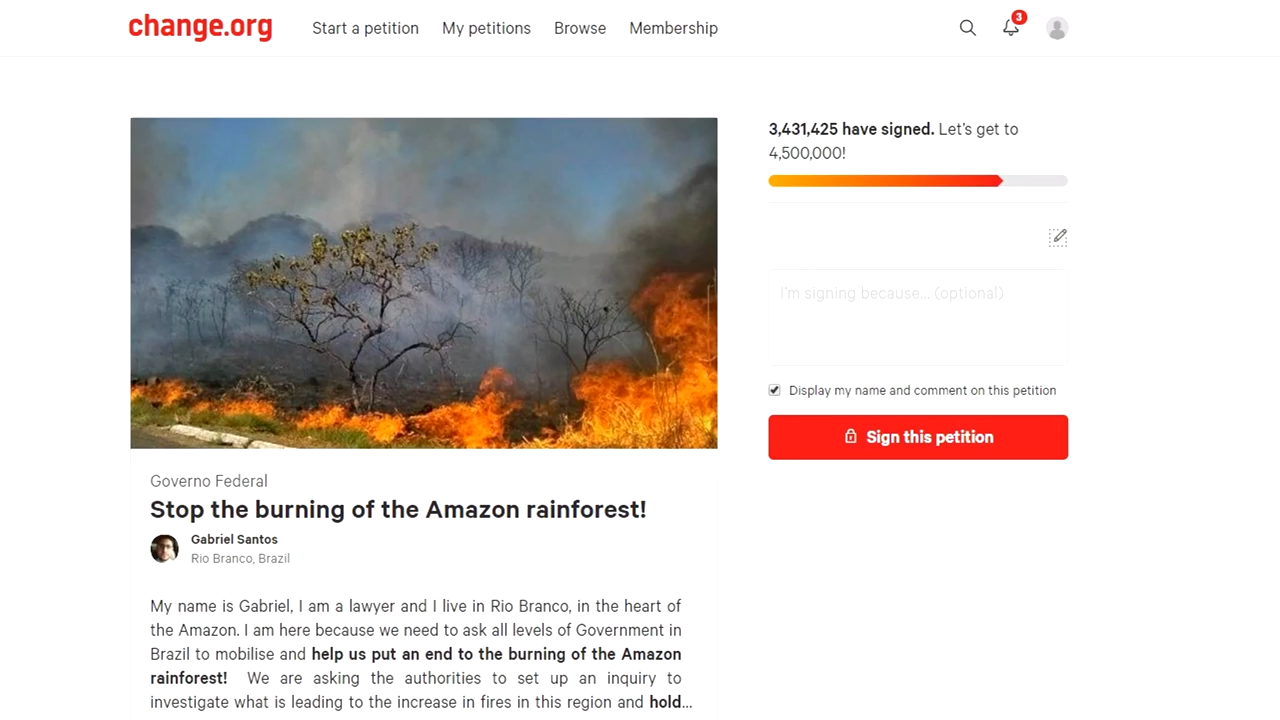 change.org
Start a petition
My petitions
Browse
Membership
3
3,431,425 have signed. Let's get to
4,500,000!
I'm signing because... (optional)
Display my name and comment on this petition
Sign this petition
Governo Federal
Stop the burning of the Amazon rainforest!
Gabriel Santos
Rio Branco, Brazil
My name is Gabriel, I am a lawyer and I live in Rio Branco, in the heart of
the Amazon. I am here because we need to ask all levels of Government in
Brazil to mobilise and help us put an end to the burning of the Amazon
rainforest! We are asking the authorities to set up an inquiry to
investigate what is leading to the increase in fires in this region and hold...